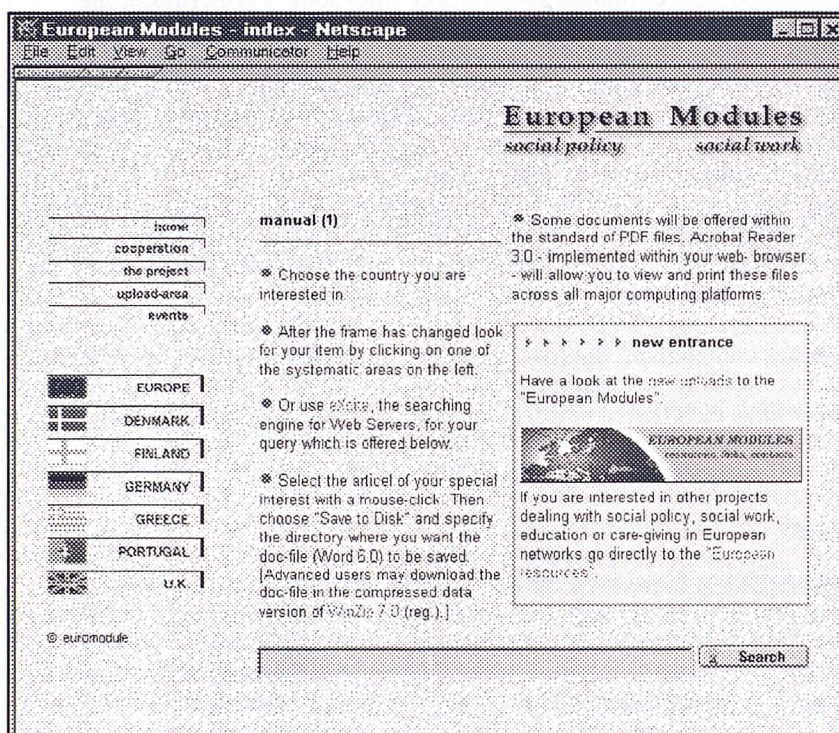 European Modules - index - Netscape
File Edit View Go Communicator Help
European Modules
social policy social work
home
cooperation
the project
upload-area
events
EUROPE
DENMARK
FINLAND
GERMANY
GREECE
PORTUGAL
U.K.
© euromodule
manual (1)
Choose the country you are
interested in.
After the frame has changed look
for your item by clicking on one of
the systematic areas on the left.
Or use eXcite, the searching
engine for Web Servers, for your
query which is offered below.
Select the articel of your special
interest with a mouse-click. Then
choose "Save to Disk" and specify
the directory where you want the
doc-file (Word 6.0) to be saved.
[Advanced users may download the
doc-file in the compressed data
version of WinZip 7.0 (reg.).]
Some documents will be offered within
the standard of PDF files. Acrobat Reader
3.0 - implemented within your web- browser
- will allow you to view and print these files
across all major computing platforms.
new entrance
Have a look at the new uploads to the
"European Modules".
EUROPEAN MODULES
resources, links, contacts
If you are interested in other projects
dealing with social policy, social work,
education or care-giving in European
networks go directly to the "European
resources".
Search